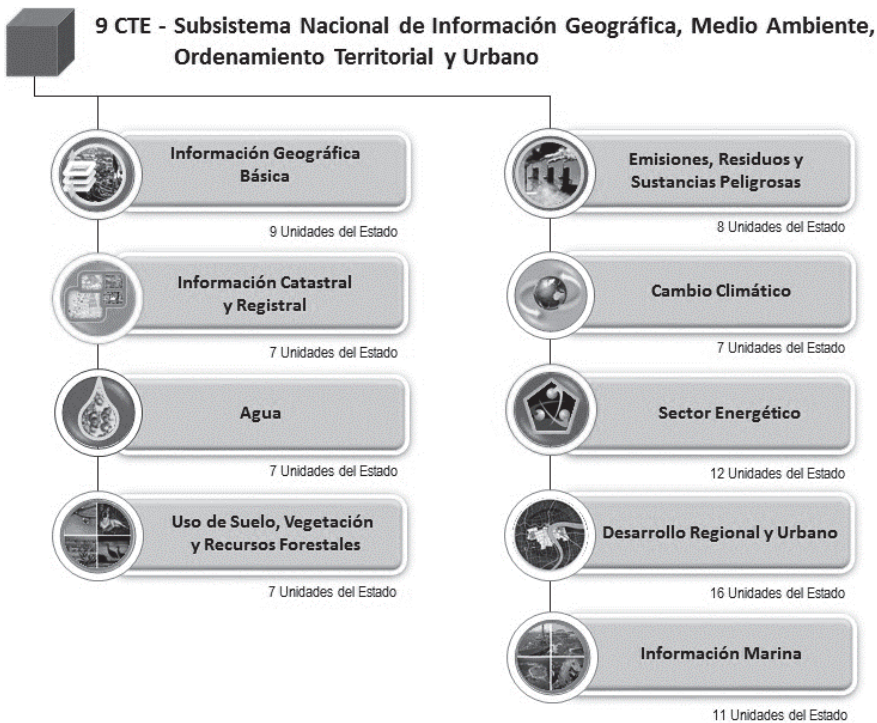 9 CTE - Subsistema Nacional de Información Geográfica, Medio Ambiente,
Ordenamiento Territorial y Urbano
Información Geográfica
Básica
9 Unidades del Estado
Información Catastral
y Registral
7 Unidades del Estado
Agua
7 Unidades del Estado
Uso de Suelo, Vegetación
y Recursos Forestales
7 Unidades del Estado
Emisiones, Residuos y
Sustancias Peligrosas
8 Unidades del Estado
Cambio Climático
7 Unidades del Estado
Sector Energético
12 Unidades del Estado
Desarrollo Regional y Urbano
16 Unidades del Estado
Información Marina
11 Unidades del Estado